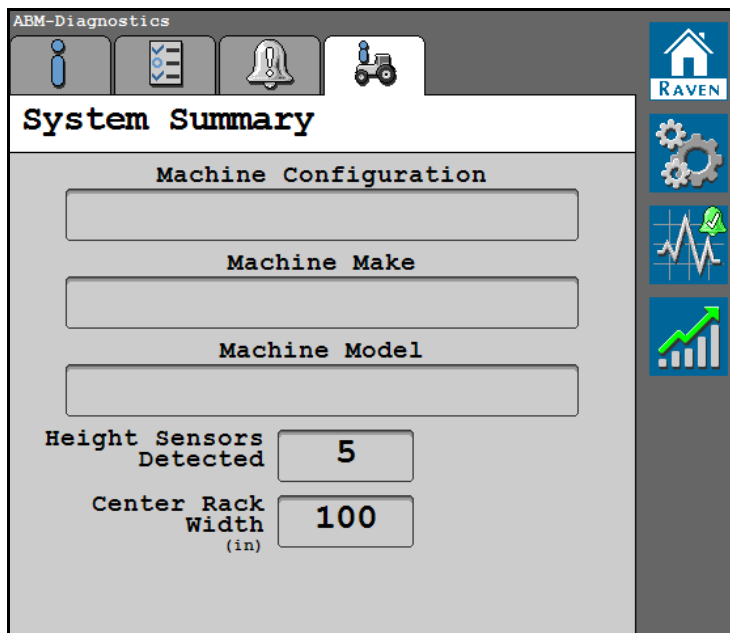 ABM-Diagnostics
RAVEN
System Summary
Machine Configuration
Machine Make
Machine Model
Height Sensors
Detected
5
Center Rack
Width
(in)
100